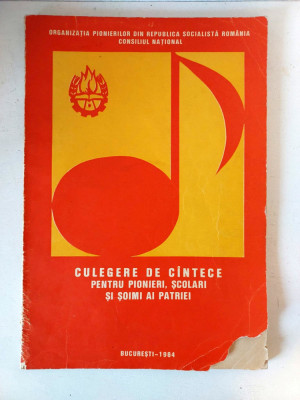 ORGANIZAȚIA PIONIERILOR DIN REPUBLICA SOCIALISTĂ ROMÂNIA
CONSILIUL NAȚIONAL
CULEGERE DE CÎNTECE
PENTRU PIONIERI, ȘCOLARI
ȘI ȘOIMI AI PATRIEI
BUCUREȘTI-1984